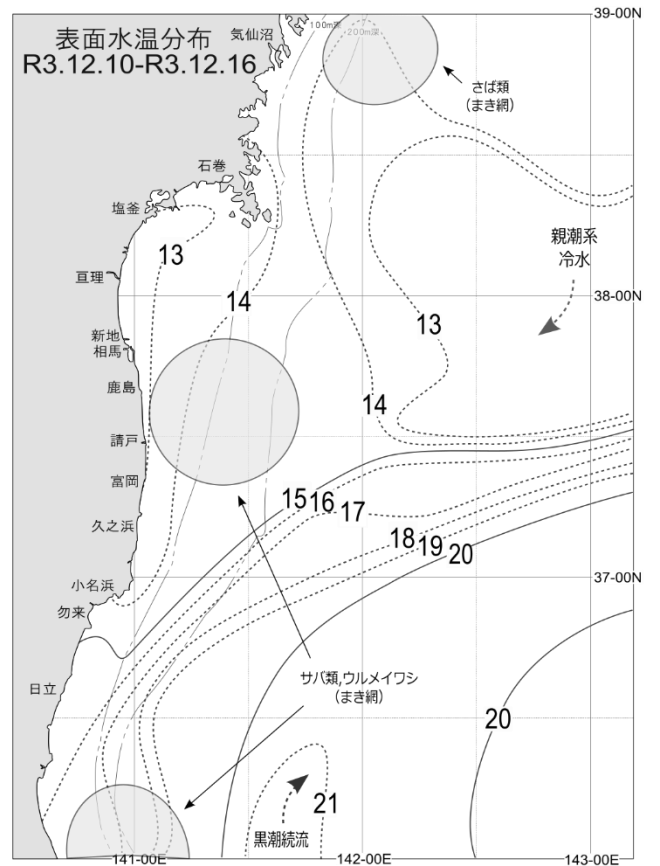 表面水温分布
R3.12.10-R3.12.16
気仙沼
100m深
200m深
39-00N
さば類
(まき網)
石巻
塩釜
13
亘理
14
親潮系
冷水
38-00N
13
新地
相馬
鹿島
14
請戸
富岡
15
16
17
久之浜
18
19
20
小名浜
37-00N
勿来
サバ類,ウルメイワシ
(まき網)
日立
20
21
黒潮続流
141-00E
142-00E
143-00E